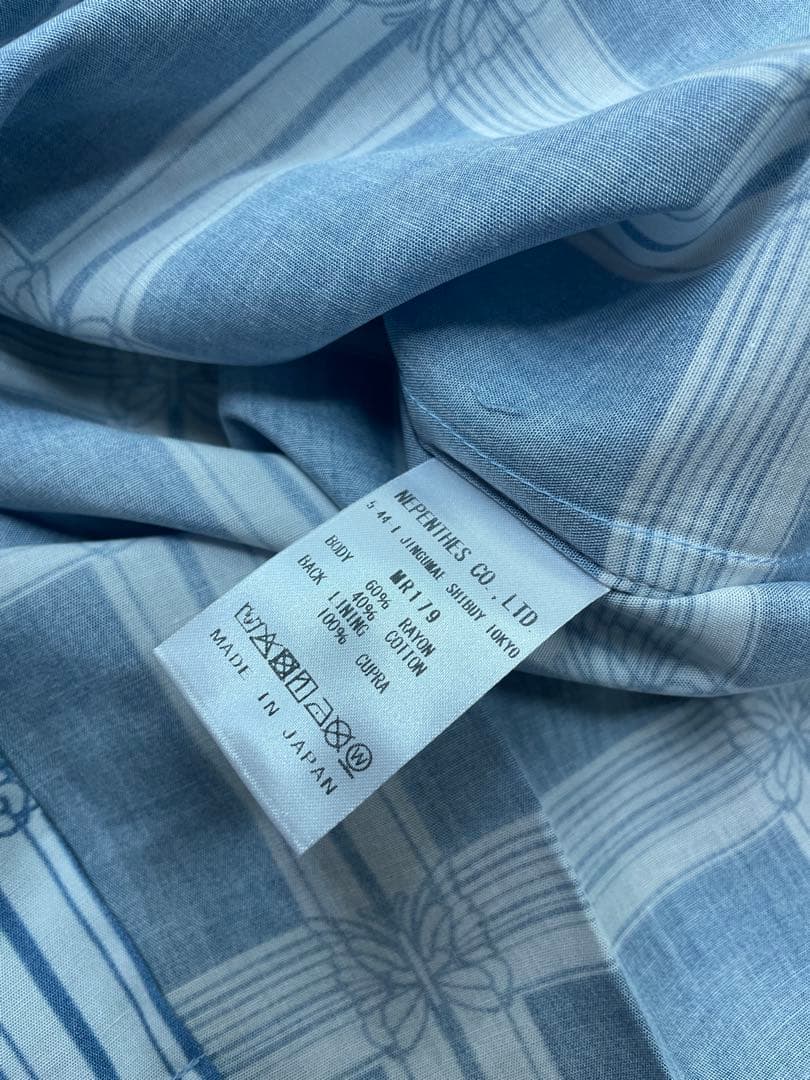 NEPENTHES CO., LTD.
5-44-1 JINGUMAE SHIBUY TOKYO
MR179
BODY 60% RAYON
40% COTTON
BACK LINING
100% CUPRA
W
MADE IN JAPAN